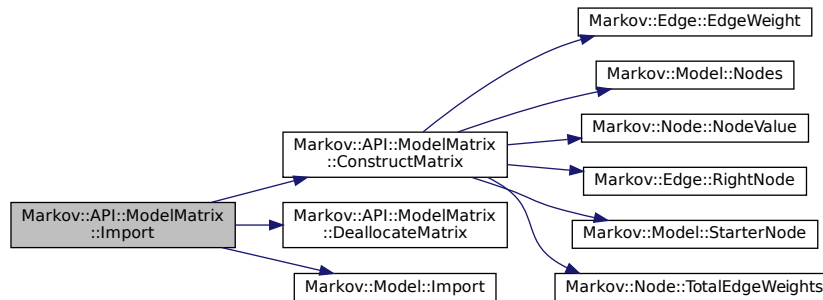 Markov::API::ModelMatrix
::Import
Markov::API::ModelMatrix
::ConstructMatrix
Markov::API::ModelMatrix
::DeallocateMatrix
Markov::Model::Import
Markov::Edge::EdgeWeight
Markov::Model::Nodes
Markov::Node::NodeValue
Markov::Edge::RightNode
Markov::Model::StarterNode
Markov::Node::TotalEdgeWeights